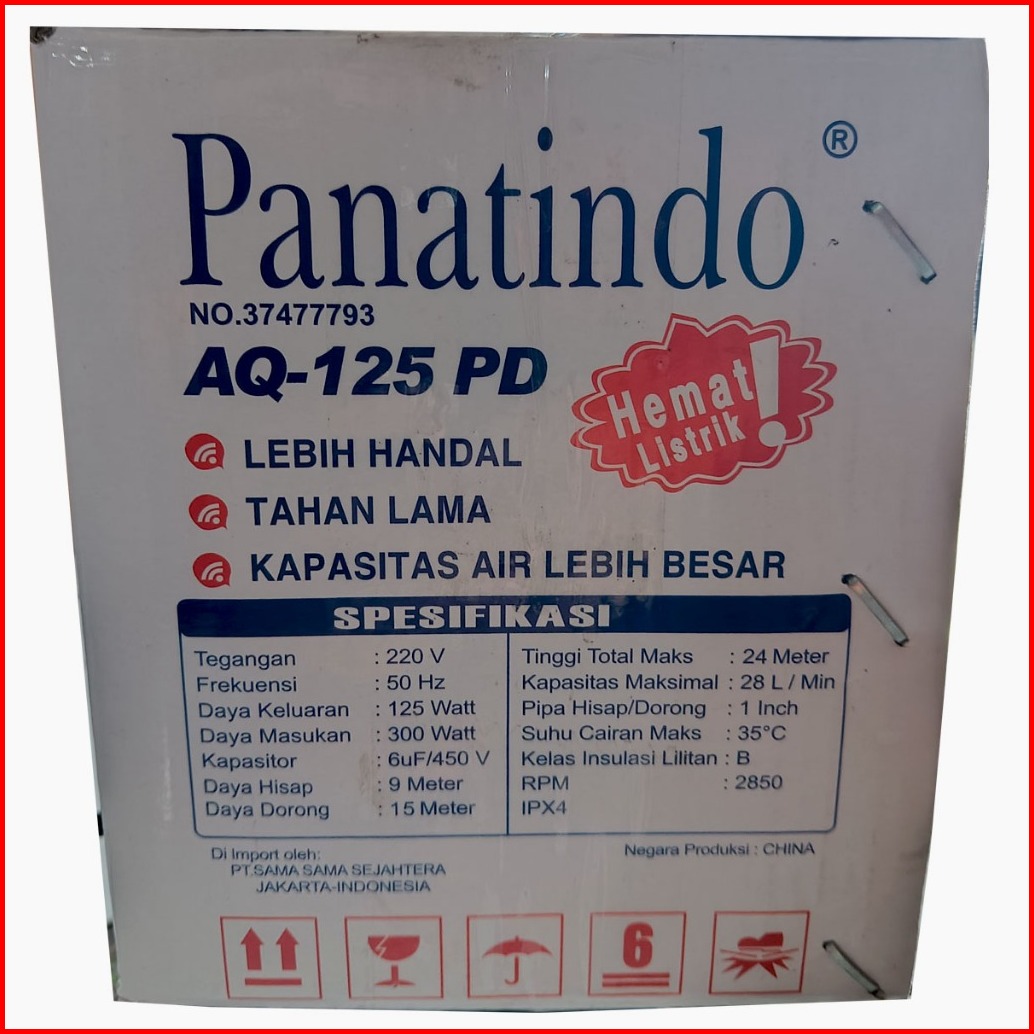 Panatindo ®
NO.37477793
AQ-125 PD
Hemat!
Listrik
LEBIH HANDAL
TAHAN LAMA
KAPASITAS AIR LEBIH BESAR
SPESIFIKASI
Tegangan : 220 V
Frekuensi : 50 Hz
Daya Keluaran : 125 Watt
Daya Masukan : 300 Watt
Kapasitor : 6uF/450 V
Daya Hisap : 9 Meter
Daya Dorong : 15 Meter
Tinggi Total Maks : 24 Meter
Kapasitas Maksimal : 28 L / Min
Pipa Hisap/Dorong : 1 Inch
Suhu Cairan Maks : 35°C
Kelas Insulasi Lilitan : B
RPM : 2850
IPX4
Di Import oleh:
PT.SAMA SAMA SEJAHTERA
JAKARTA-INDONESIA
Negara Produksi : CHINA
6